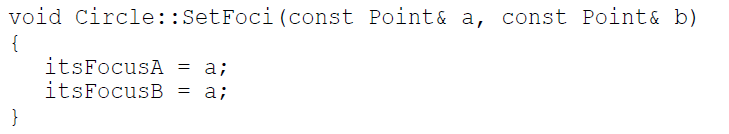 void Circle::SetFoci(const Point& a, const Point& b)
{
    itsFocusA = a;
    itsFocusB = a;
}